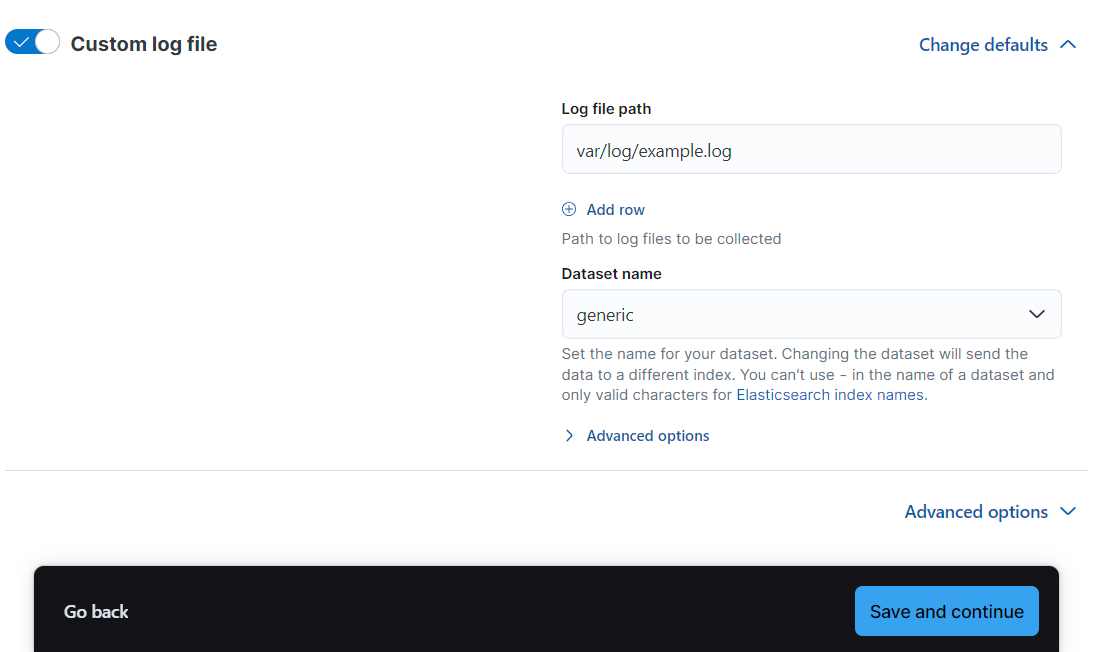 Custom log file
Change defaults
Log file path
var/log/example.log
Add row
Path to log files to be collected
Dataset name
generic
Set the name for your dataset. Changing the dataset will send the
data to a different index. You can't use - in the name of a dataset and
only valid characters for Elasticsearch index names.
Advanced options
Advanced options
Go back
Save and continue